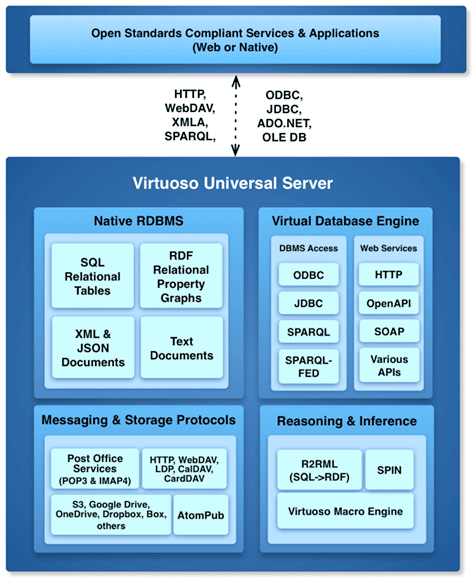 Open Standards Compliant Services & Applications
(Web or Native)
HTTP,
WebDAV,
XMLA,
SPARQL,
ODBC,
JDBC,
ADO.NET,
OLE DB
Virtuoso Universal Server
Native RDBMS
SQL
Relational
Tables
RDF
Relational
Property
Graphs
XML &
JSON
Documents
Text
Documents
Virtual Database Engine
DBMS Access
ODBC
JDBC
SPARQL
SPARQL-
FED
Web Services
HTTP
OpenAPI
SOAP
Various
APIs
Messaging & Storage Protocols
Post Office
Services
(POP3 & IMAP4)
HTTP, WebDAV,
LDP, CalDAV,
CardDAV
S3, Google Drive,
OneDrive, Dropbox, Box,
others
AtomPub
Reasoning & Inference
R2RML
(SQL->RDF)
SPIN
Virtuoso Macro Engine